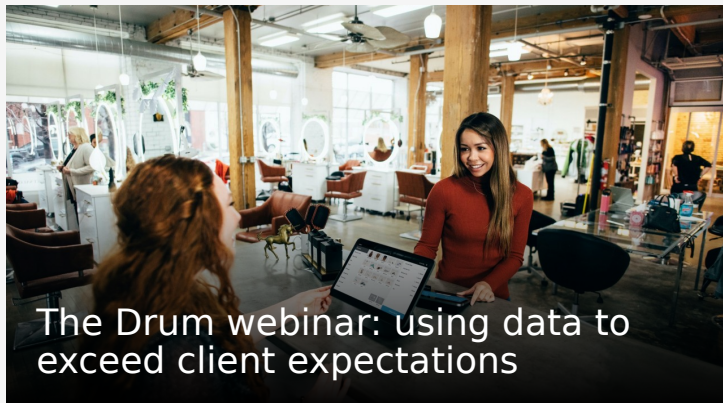 The Drum webinar: using data to
exceed client expectations